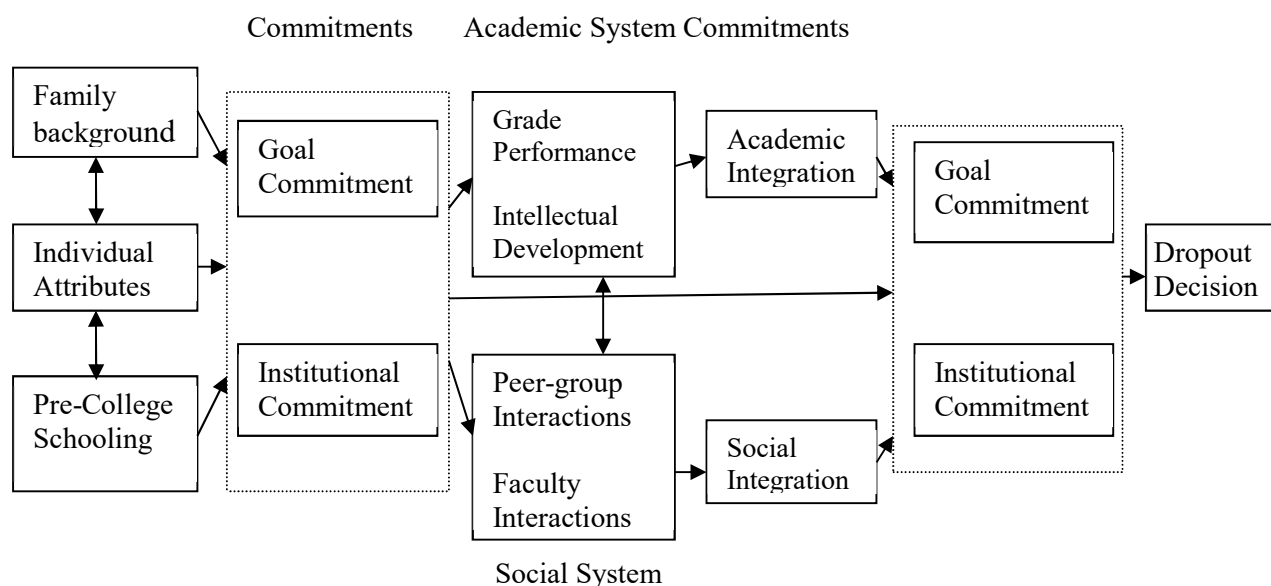 Commitments
Academic System Commitments
Family
background
Individual
Attributes
Pre-College
Schooling
Goal
Commitment
Institutional
Commitment
Grade
Performance
Intellectual
Development
Peer-group
Interactions
Faculty
Interactions
Social System
Academic
Integration
Social
Integration
Goal
Commitment
Institutional
Commitment
Dropout
Decision